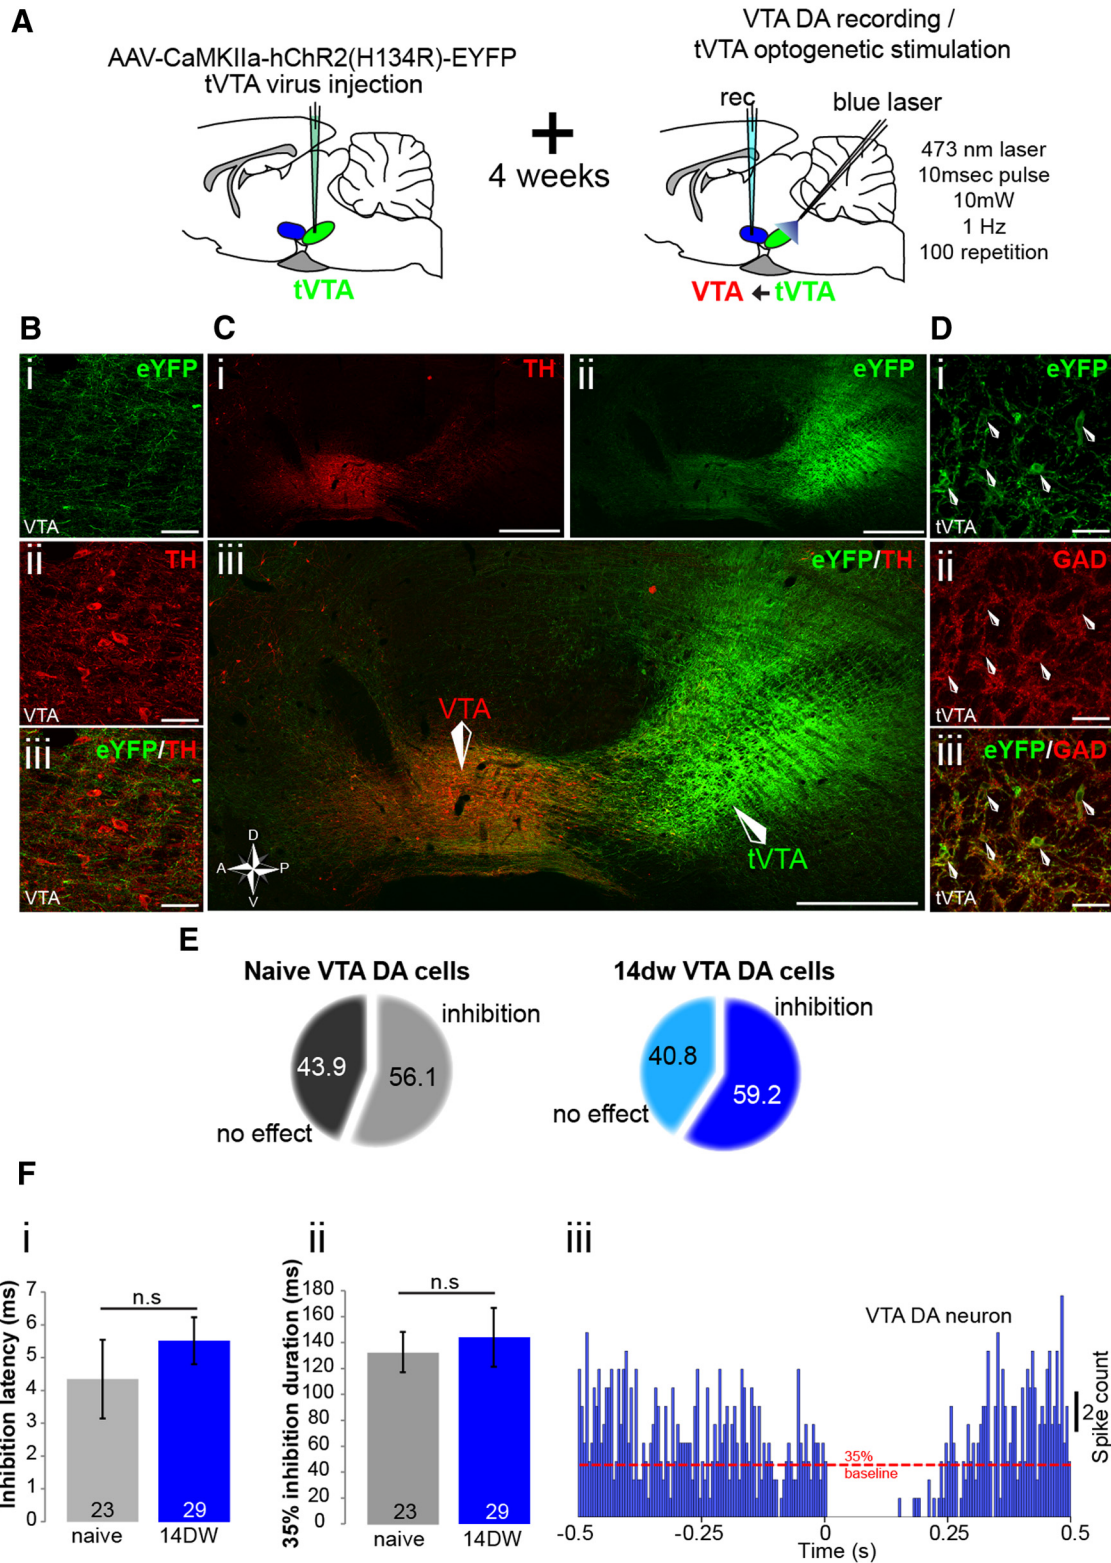 A
AAV-CaMKIIa-hChR2(H134R)-EYFP
tVTA virus injection
tVTA
+
4 weeks
VTA DA recording /
tVTA optogenetic stimulation
rec
blue laser
473 nm laser
10msec pulse
10mW
1 Hz
100 repetition
VTA
tVTA
B
i
eYFP
VTA
ii
TH
VTA
iii
eYFP/TH
VTA
C
i
TH
ii
eYFP
iii
eYFP/TH
VTA
tVTA
D
A
P
V
D
i
eYFP
tVTA
ii
GAD
tVTA
iii
eYFP/GAD
tVTA
E
Naive VTA DA cells
inhibition
43.9
56.1
no effect
14dw VTA DA cells
inhibition
40.8
59.2
no effect
F
i
Inhibition latency (ms)
7
6
5
4
3
2
1
0
n.s
23
29
naive
14DW
ii
35% inhibition duration (ms)
180
160
140
120
100
80
60
40
20
0
n.s
23
29
naive
14DW
iii
VTA DA neuron
2
Spike count
35%
baseline
-0.5
-0.25
0
0.25
0.5
Time (s)